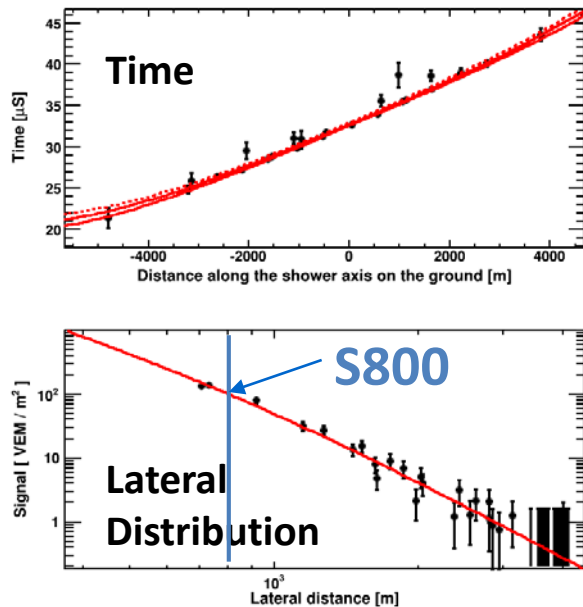 Time
Time [μS]
45
40
35
30
25
20
-4000 -2000 0 2000 4000
Distance along the shower axis on the ground [m]
S800
Signal [ VEM / m² ]
10²
10
1
Lateral
Distribution
10³
Lateral distance [m]